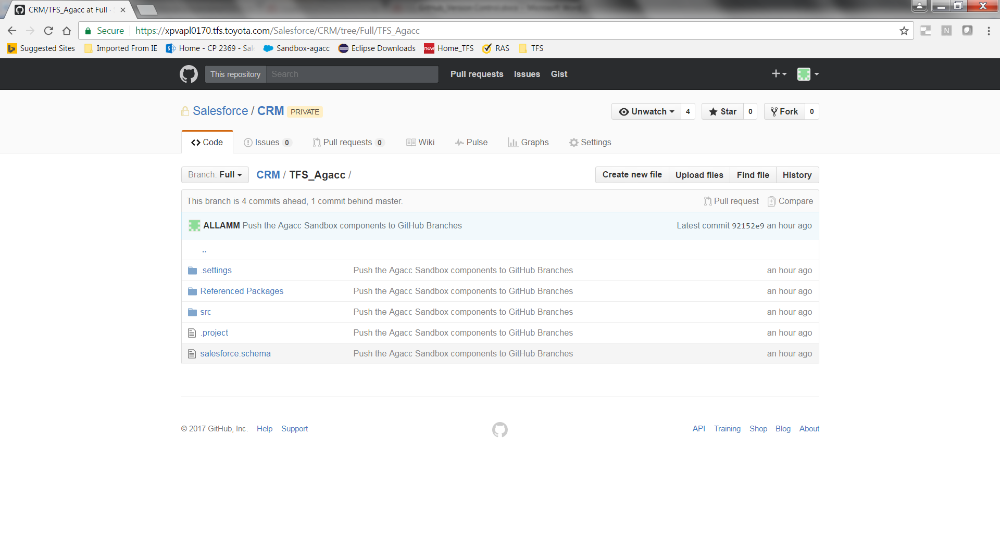 CRM/TFS_Agacc at Full ·
Secure https://xpvapl0170.tfs.toyota.com/Salesforce/CRM/tree/Full/TFS_Agacc
Suggested Sites Imported From IE Home - CP 2369 - Sale Sandbox-agacc Eclipse Downloads now Home_TFS RAS TFS
This repository Search Pull requests Issues Gist
Salesforce / CRM PRIVATE Unwatch 4 Star 0 Fork 0
Code Issues 0 Pull requests 0 Wiki Pulse Graphs Settings
Branch: Full CRM / TFS_Agacc / Create new file Upload files Find file History
This branch is 4 commits ahead, 1 commit behind master. Pull request Compare
ALLAMM Push the Agacc Sandbox components to GitHub Branches Latest commit 92152e9 an hour ago
..
.settings Push the Agacc Sandbox components to GitHub Branches an hour ago
Referenced Packages Push the Agacc Sandbox components to GitHub Branches an hour ago
src Push the Agacc Sandbox components to GitHub Branches an hour ago
.project Push the Agacc Sandbox components to GitHub Branches an hour ago
salesforce.schema Push the Agacc Sandbox components to GitHub Branches an hour ago
© 2017 GitHub, Inc. Help Support API Training Shop Blog About